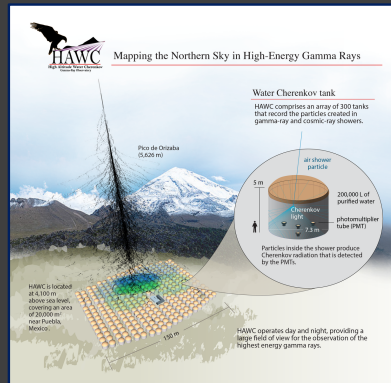 HAWC
High Altitude Water Cherenkov
Gamma-Ray Observatory
Mapping the Northern Sky in High-Energy Gamma Rays
Water Cherenkov tank
HAWC comprises an array of 300 tanks
that record the particles created in
gamma-ray and cosmic-ray showers.
Pico de Orizaba
(5,626 m)
air shower
particle
5 m
200,000 L of
purified water
Cherenkov
light
photomultiplier
tube (PMT)
7.3 m
Particles inside the shower produce
Cherenkov radiation that is detected
by the PMTs.
HAWC is located
at 4,100 m
above sea level,
covering an area
of 20,000 m²
near Puebla,
Mexico.
150 m
HAWC operates day and night, providing a
large field of view for the observation of the
highest energy gamma rays.